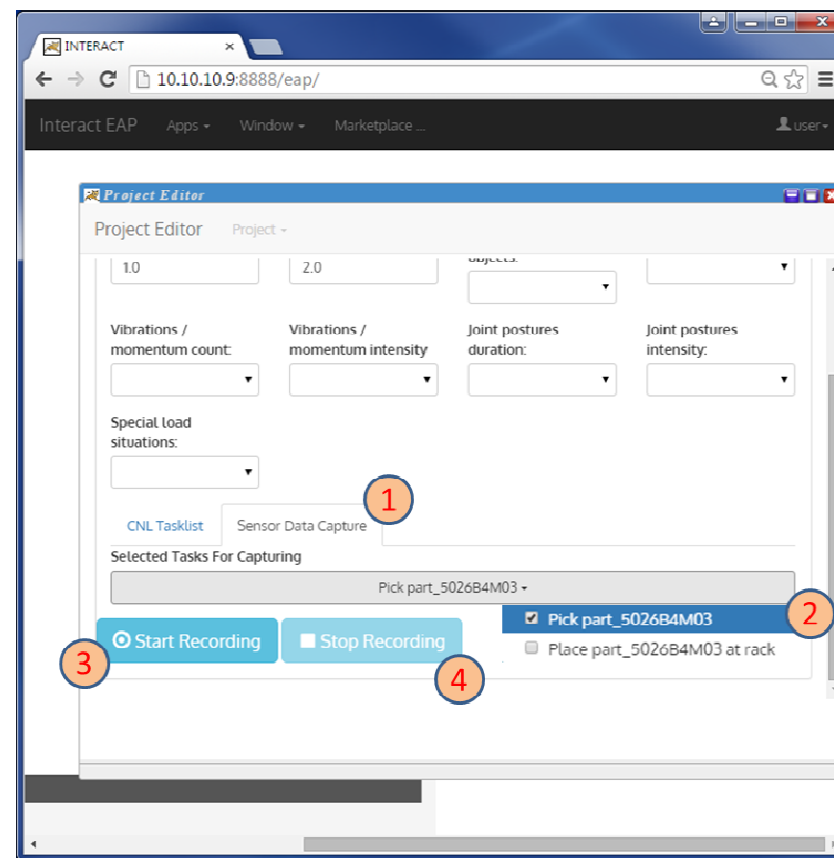 INTERACT
10.10.10.9:8888/eap/
Interact EAP Apps Window Marketplace ... user
Project Editor
Project Editor Project
objects:
1.0 2.0
Vibrations / momentum count:
Vibrations / momentum intensity
Joint postures duration:
Joint postures intensity:
Special load situations:
1
CNL Tasklist Sensor Data Capture
Selected Tasks For Capturing
Pick part_5026B4M03
Pick part_5026B4M03
2
Place part_5026B4M03 at rack
Start Recording Stop Recording
3
4